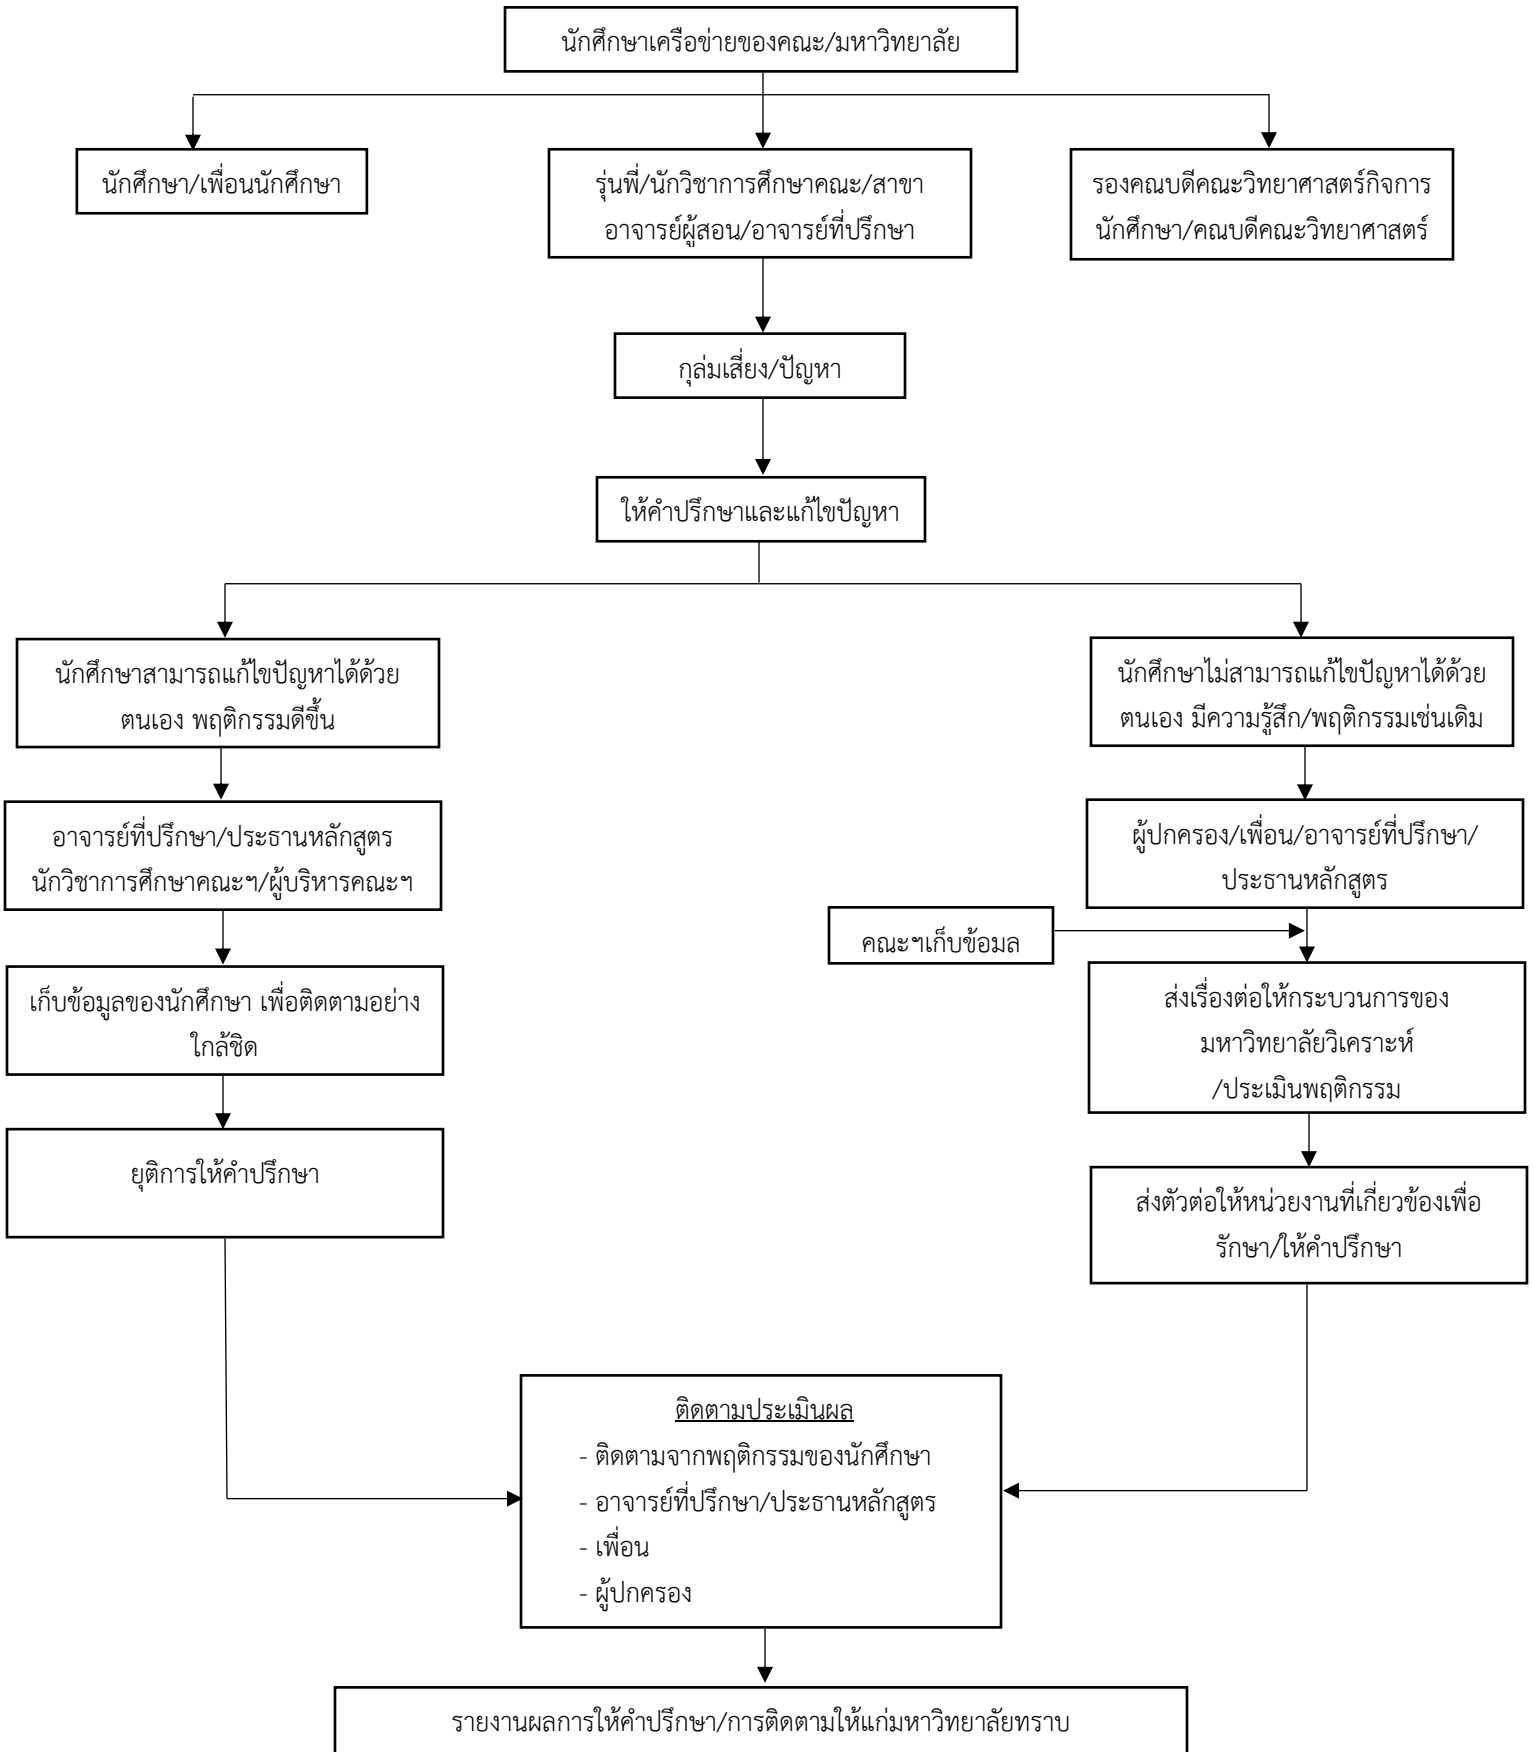 นักศึกษาเครือข่ายของคณะ/มหาวิทยาลัย
นักศึกษา/เพื่อนนักศึกษา
รุ่นพี่/นักวิชาการศึกษาคณะ/สาขา
อาจารย์ผู้สอน/อาจารย์ที่ปรึกษา
รองคณบดีคณะวิทยาศาสตร์กิจการ
นักศึกษา/คณบดีคณะวิทยาศาสตร์
กุล่มเสี่ยง/ปัญหา
ให้คำปรึกษาและแก้ไขปัญหา
นักศึกษาสามารถแก้ไขปัญหาได้ด้วย
ตนเอง พฤติกรรมดีขึ้น
นักศึกษาไม่สามารถแก้ไขปัญหาได้ด้วย
ตนเอง มีความรู้สึก/พฤติกรรมเช่นเดิม
อาจารย์ที่ปรึกษา/ประธานหลักสูตร
นักวิชาการศึกษาคณะฯ/ผู้บริหารคณะฯ
ผู้ปกครอง/เพื่อน/อาจารย์ที่ปรึกษา/
ประธานหลักสูตร
คณะฯเก็บข้อมล
เก็บข้อมูลของนักศึกษา เพื่อติดตามอย่าง
ใกล้ชิด
ส่งเรื่องต่อให้กระบวนการของ
มหาวิทยาลัยวิเคราะห์
/ประเมินพฤติกรรม
ยุติการให้คำปรึกษา
ส่งตัวต่อให้หน่วยงานที่เกี่ยวข้องเพื่อ
รักษา/ให้คำปรึกษา
ติดตามประเมินผล
- ติดตามจากพฤติกรรมของนักศึกษา
- อาจารย์ที่ปรึกษา/ประธานหลักสูตร
- เพื่อน
- ผู้ปกครอง
รายงานผลการให้คำปรึกษา/การติดตามให้แก่มหาวิทยาลัยทราบ